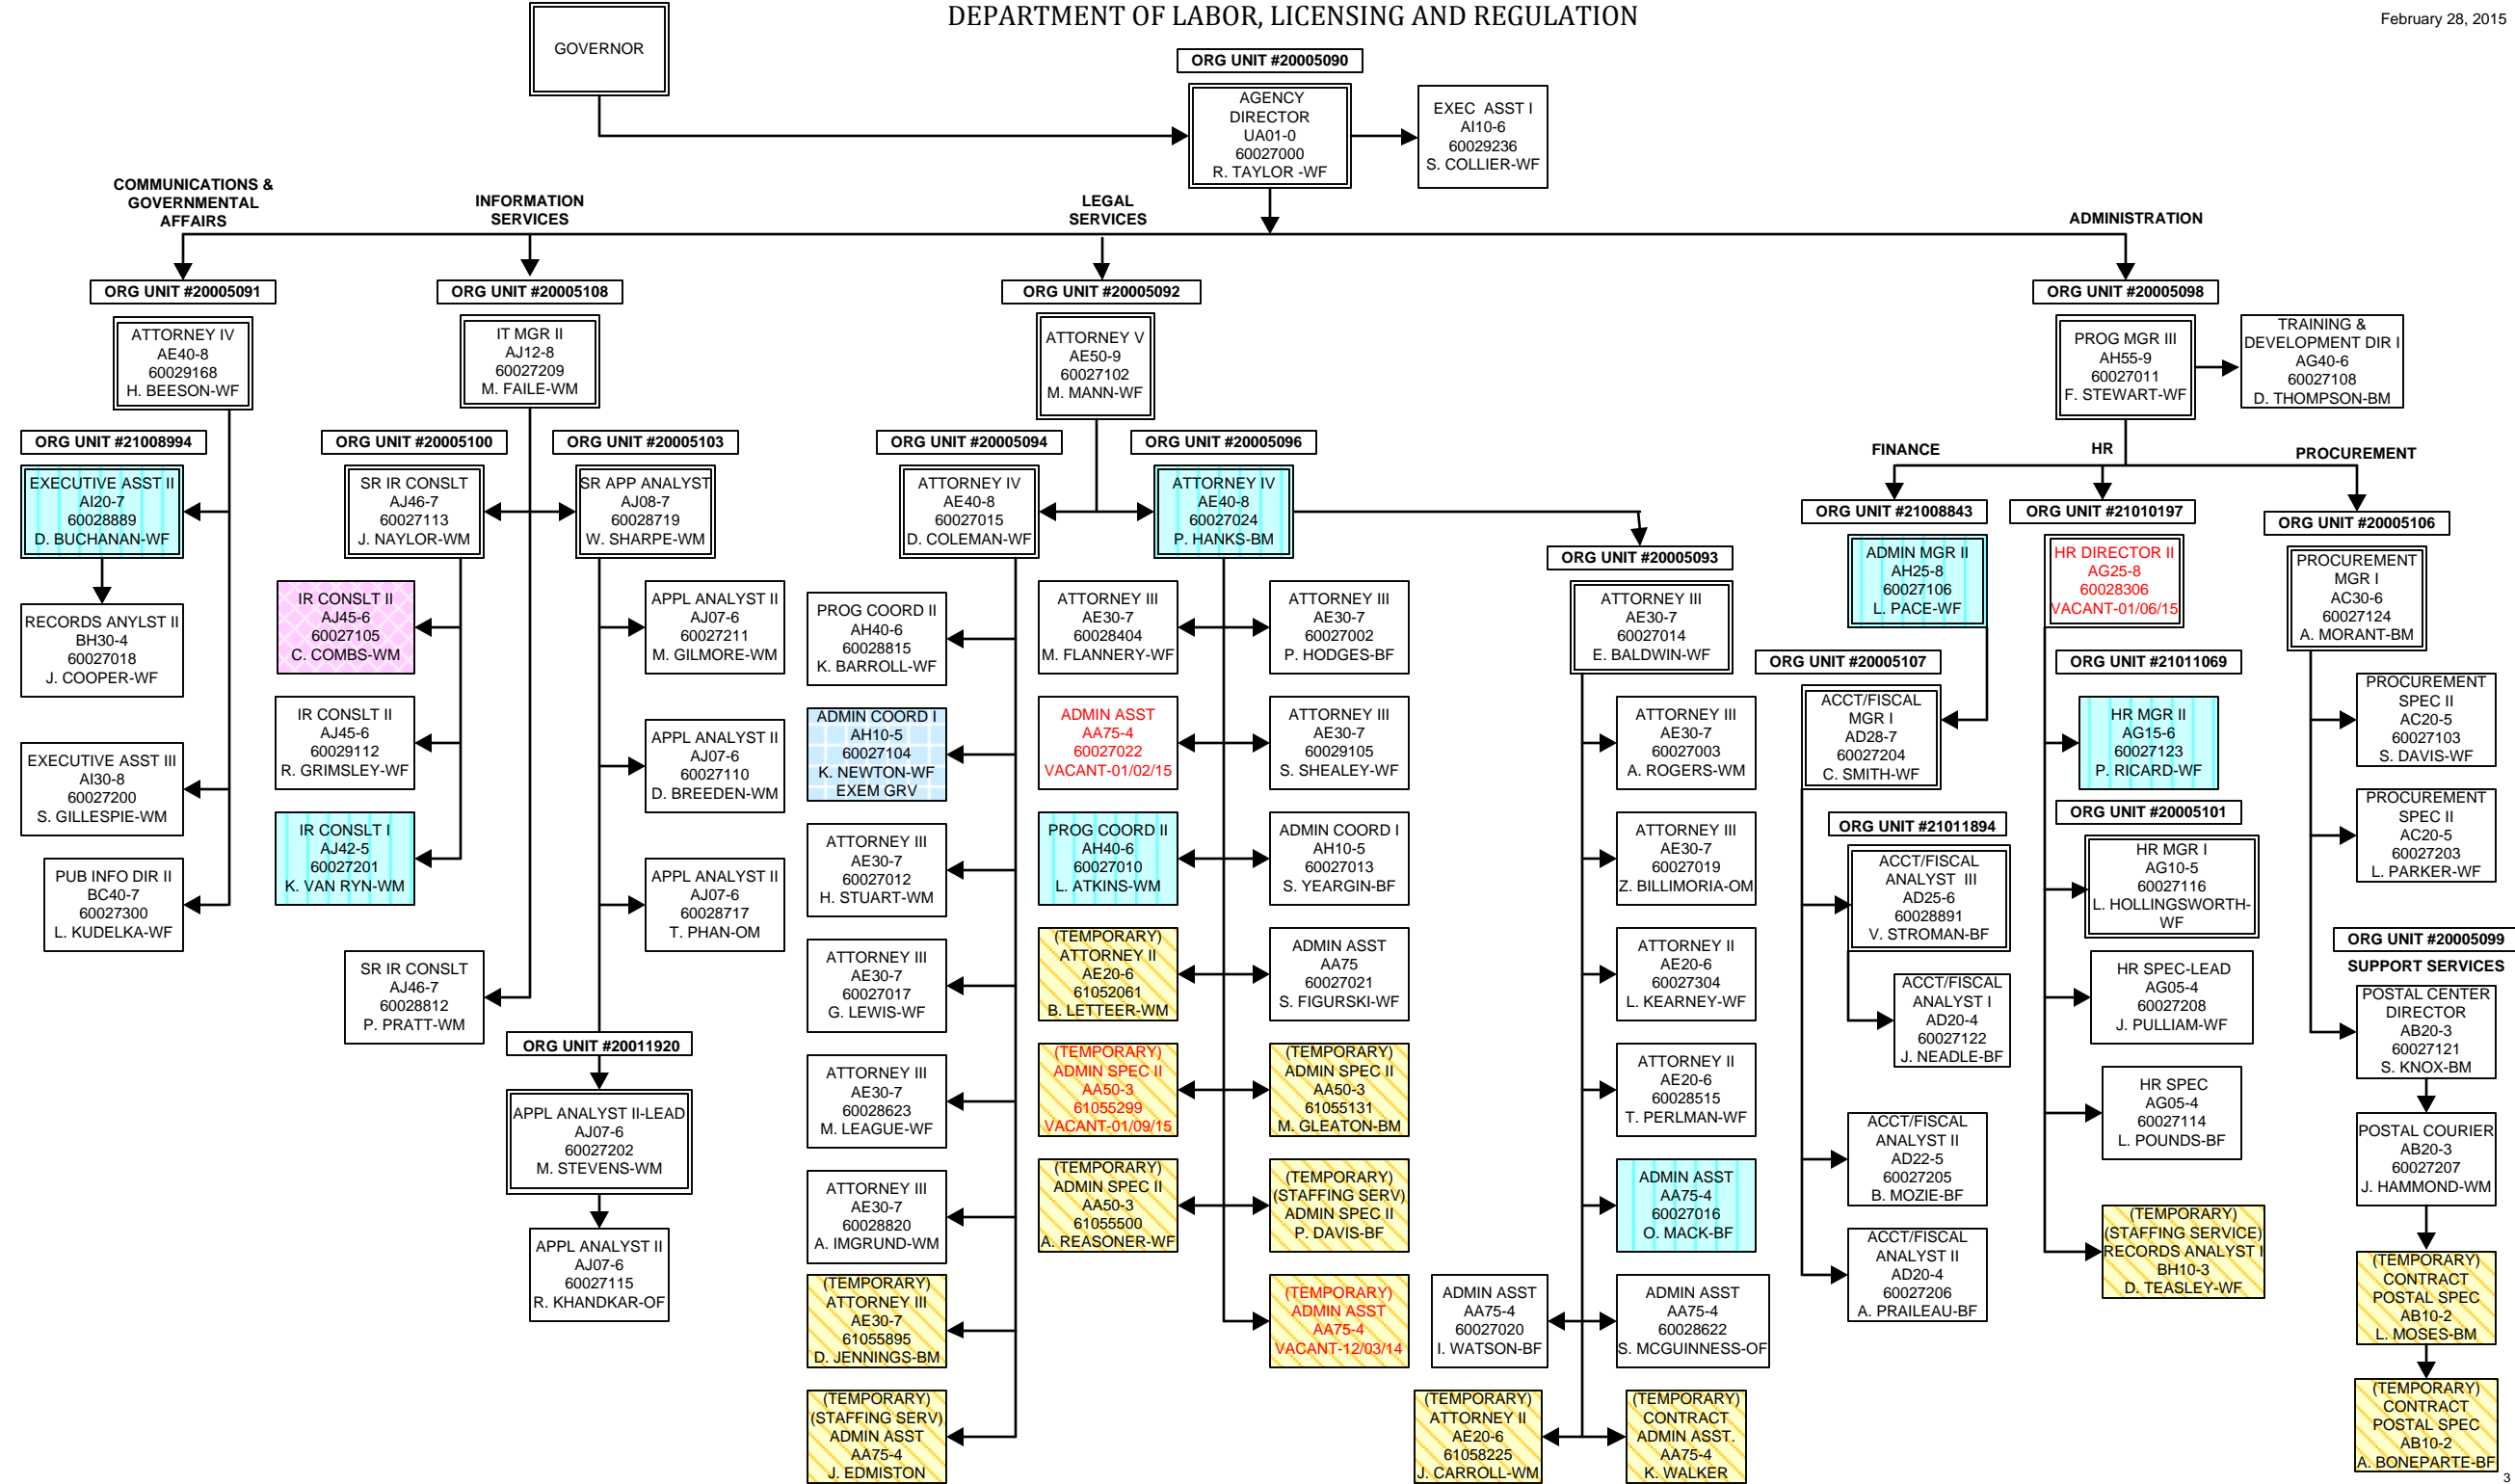 DEPARTMENT OF LABOR, LICENSING AND REGULATION
February 28, 2015
GOVERNOR
ORG UNIT #20005090
AGENCY
DIRECTOR
UA01-0
60027000
R. TAYLOR -WF
EXEC ASST I
AI10-6
60029236
S. COLLIER-WF
COMMUNICATIONS &
GOVERNMENTAL
AFFAIRS
INFORMATION
SERVICES
LEGAL
SERVICES
ADMINISTRATION
ORG UNIT #20005091
ATTORNEY IV
AE40-8
60029168
H. BEESON-WF
ORG UNIT #21008994
EXECUTIVE ASST II
AI20-7
60028889
D. BUCHANAN-WF
RECORDS ANYLST II
BH30-4
60027018
J. COOPER-WF
EXECUTIVE ASST III
AI30-8
60027200
S. GILLESPIE-WM
PUB INFO DIR II
BC40-7
60027300
L. KUDELKA-WF
ORG UNIT #20005108
IT MGR II
AJ12-8
60027209
M. FAILE-WM
ORG UNIT #20005100
SR IR CONSLT
AJ46-7
60027113
J. NAYLOR-WM
IR CONSLT II
AJ45-6
60027105
C. COMBS-WM
IR CONSLT II
AJ45-6
60029112
R. GRIMSLEY-WF
IR CONSLT I
AJ42-5
60027201
K. VAN RYN-WM
SR IR CONSLT
AJ46-7
60028812
P. PRATT-WM
ORG UNIT #20005103
SR APP ANALYST
AJ08-7
60028719
W. SHARPE-WM
APPL ANALYST II
AJ07-6
60027211
M. GILMORE-WM
APPL ANALYST II
AJ07-6
60027110
D. BREEDEN-WM
APPL ANALYST II
AJ07-6
60028717
T. PHAN-OM
ORG UNIT #20011920
APPL ANALYST II-LEAD
AJ07-6
60027202
M. STEVENS-WM
APPL ANALYST II
AJ07-6
60027115
R. KHANDKAR-OF
ORG UNIT #20005092
ATTORNEY V
AE50-9
60027102
M. MANN-WF
ORG UNIT #20005094
ATTORNEY IV
AE40-8
60027015
D. COLEMAN-WF
PROG COORD II
AH40-6
60028815
K. BARROLL-WF
ADMIN COORD I
AH10-5
60027104
K. NEWTON-WF
EXEM GRV
ATTORNEY III
AE30-7
60027012
H. STUART-WM
ATTORNEY III
AE30-7
60027017
G. LEWIS-WF
ATTORNEY III
AE30-7
60028623
M. LEAGUE-WF
ATTORNEY III
AE30-7
60028820
A. IMGRUND-WM
(TEMPORARY)
ATTORNEY III
AE30-7
61055895
D. JENNINGS-BM
(TEMPORARY)
(STAFFING SERV)
ADMIN ASST
AA75-4
J. EDMISTON
ORG UNIT #20005096
ATTORNEY IV
AE40-8
60027024
P. HANKS-BM
ATTORNEY III
AE30-7
60028404
M. FLANNERY-WF
ATTORNEY III
AE30-7
60027002
P. HODGES-BF
ADMIN ASST
AA75-4
60027022
VACANT-01/02/15
ATTORNEY III
AE30-7
60029105
S. SHEALEY-WF
PROG COORD II
AH40-6
60027010
L. ATKINS-WM
ADMIN COORD I
AH10-5
60027013
S. YEARGIN-BF
(TEMPORARY)
ATTORNEY II
AE20-6
61052061
B. LETTEER-WM
ADMIN ASST
AA75
60027021
S. FIGURSKI-WF
(TEMPORARY)
ADMIN SPEC II
AA50-3
61055299
VACANT-01/09/15
(TEMPORARY)
ADMIN SPEC II
AA50-3
61055131
M. GLEATON-BM
(TEMPORARY)
ADMIN SPEC II
AA50-3
61055500
A. REASONER-WF
(TEMPORARY)
(STAFFING SERV)
ADMIN SPEC II
P. DAVIS-BF
(TEMPORARY)
ADMIN ASST
AA75-4
VACANT-12/03/14
ORG UNIT #20005093
ATTORNEY III
AE30-7
60027014
E. BALDWIN-WF
ATTORNEY III
AE30-7
60027003
A. ROGERS-WM
ATTORNEY III
AE30-7
60027019
Z. BILLIMORIA-OM
ATTORNEY II
AE20-6
60027304
L. KEARNEY-WF
ATTORNEY II
AE20-6
60028515
T. PERLMAN-WF
ADMIN ASST
AA75-4
60027016
O. MACK-BF
ADMIN ASST
AA75-4
60027020
I. WATSON-BF
ADMIN ASST
AA75-4
60028622
S. MCGUINNESS-OF
(TEMPORARY)
ATTORNEY II
AE20-6
61058225
J. CARROLL-WM
(TEMPORARY)
CONTRACT
ADMIN ASST.
AA75-4
K. WALKER
ORG UNIT #20005098
PROG MGR III
AH55-9
60027011
F. STEWART-WF
TRAINING &
DEVELOPMENT DIR I
AG40-6
60027108
D. THOMPSON-BM
FINANCE
HR
PROCUREMENT
ORG UNIT #21008843
ADMIN MGR II
AH25-8
60027106
L. PACE-WF
ORG UNIT #20005107
ACCT/FISCAL
MGR I
AD28-7
60027204
C. SMITH-WF
ORG UNIT #21011894
ACCT/FISCAL
ANALYST III
AD25-6
60028891
V. STROMAN-BF
ACCT/FISCAL
ANALYST I
AD20-4
60027122
J. NEADLE-BF
ACCT/FISCAL
ANALYST II
AD22-5
60027205
B. MOZIE-BF
ACCT/FISCAL
ANALYST II
AD20-4
60027206
A. PRAILEAU-BF
ORG UNIT #21010197
HR DIRECTOR II
AG25-8
60028306
VACANT-01/06/15
ORG UNIT #21011069
HR MGR II
AG15-6
60027123
P. RICARD-WF
ORG UNIT #20005101
HR MGR I
AG10-5
60027116
L. HOLLINGSWORTH-
WF
HR SPEC-LEAD
AG05-4
60027208
J. PULLIAM-WF
HR SPEC
AG05-4
60027114
L. POUNDS-BF
(TEMPORARY)
(STAFFING SERVICE)
RECORDS ANALYST I
BH10-3
D. TEASLEY-WF
ORG UNIT #20005106
PROCUREMENT
MGR I
AC30-6
60027124
A. MORANT-BM
PROCUREMENT
SPEC II
AC20-5
60027103
S. DAVIS-WF
PROCUREMENT
SPEC II
AC20-5
60027203
L. PARKER-WF
ORG UNIT #20005099
SUPPORT SERVICES
POSTAL CENTER
DIRECTOR
AB20-3
60027121
S. KNOX-BM
POSTAL COURIER
AB20-3
60027207
J. HAMMOND-WM
(TEMPORARY)
CONTRACT
POSTAL SPEC
AB10-2
L. MOSES-BM
(TEMPORARY)
CONTRACT
POSTAL SPEC
AB10-2
A. BONEPARTE-BF
3